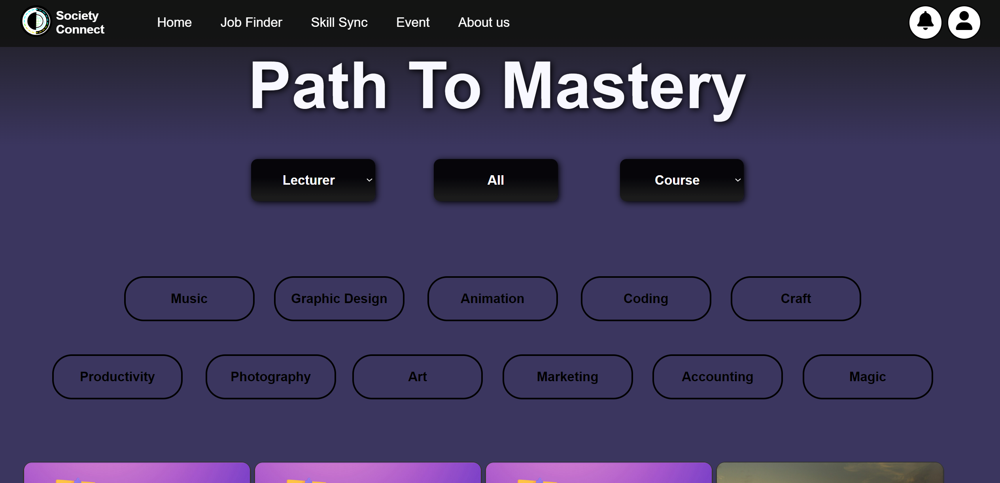 Society
Connect
Home Job Finder Skill Sync Event About us
Path To Mastery
Lecturer All Course
Music Graphic Design Animation Coding Craft
Productivity Photography Art Marketing Accounting Magic